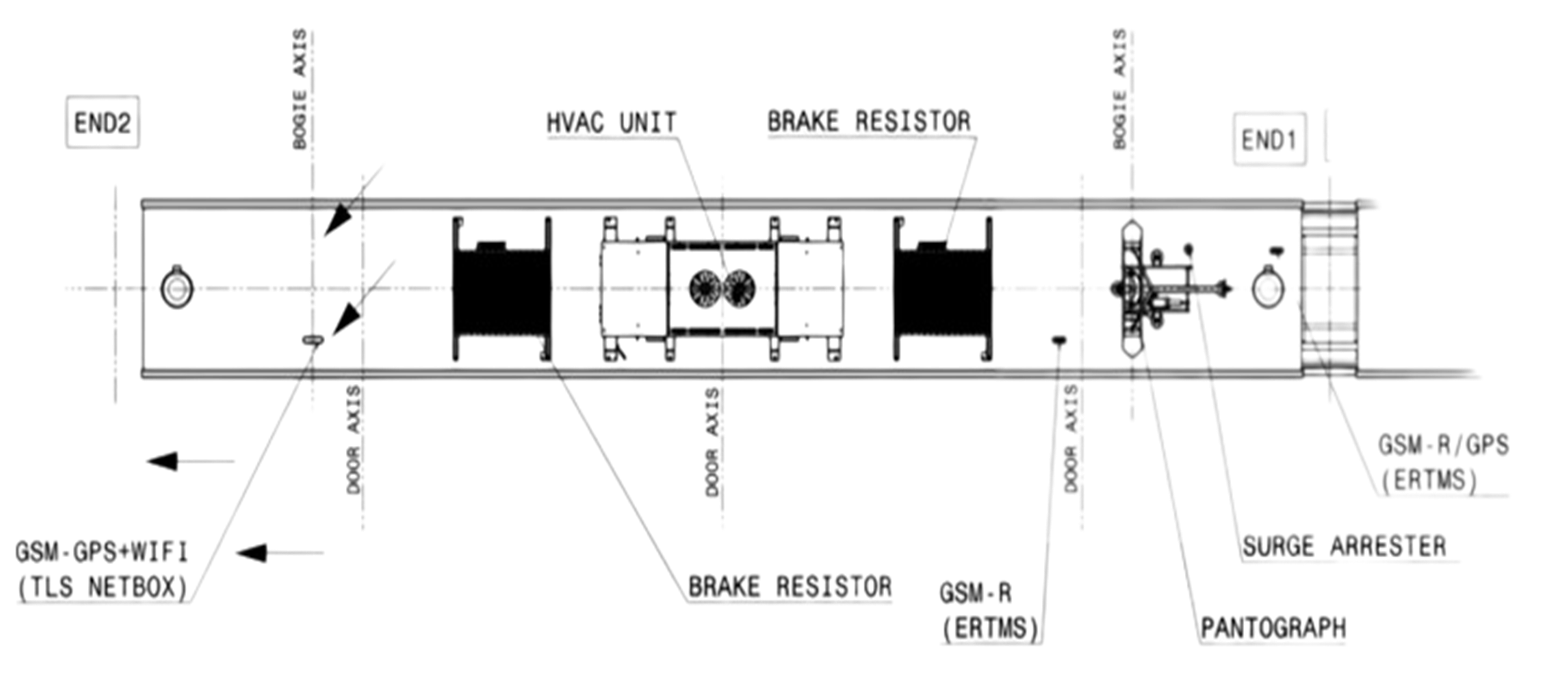 BOGIE AXIS
BOGIE AXIS
END2
HVAC UNIT
BRAKE RESISTOR
END1
DOOR AXIS
DOOR AXIS
DOOR AXIS
GSM-R/GPS
(ERTMS)
GSM-GPS+WIFI
(TLS NETBOX)
SURGE ARRESTER
BRAKE RESISTOR
GSM-R
(ERTMS)
PANTOGRAPH